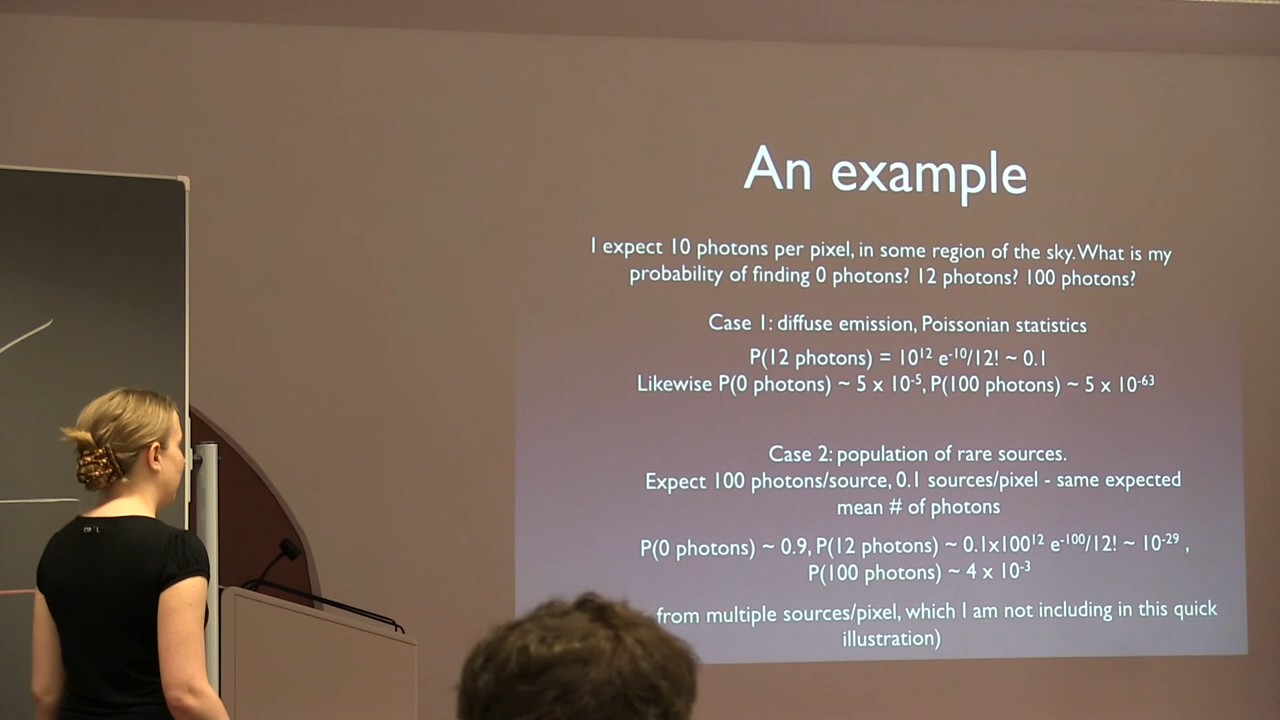 An example
I expect 10 photons per pixel, in some region of the sky. What is my
probability of finding 0 photons? 12 photons? 100 photons?
Case 1: diffuse emission, Poissonian statistics
P(12 photons) = 10¹² e⁻¹⁰/12! ~ 0.1
Likewise P(0 photons) ~ 5 x 10⁻⁵, P(100 photons) ~ 5 x 10⁻⁶³
Case 2: population of rare sources.
Expect 100 photons/source, 0.1 sources/pixel - same expected
mean # of photons
P(0 photons) ~ 0.9, P(12 photons) ~ 0.1x100¹² e⁻¹⁰⁰/12! ~ 10⁻²⁹ ,
P(100 photons) ~ 4 x 10⁻³
from multiple sources/pixel, which I am not including in this quick
illustration)